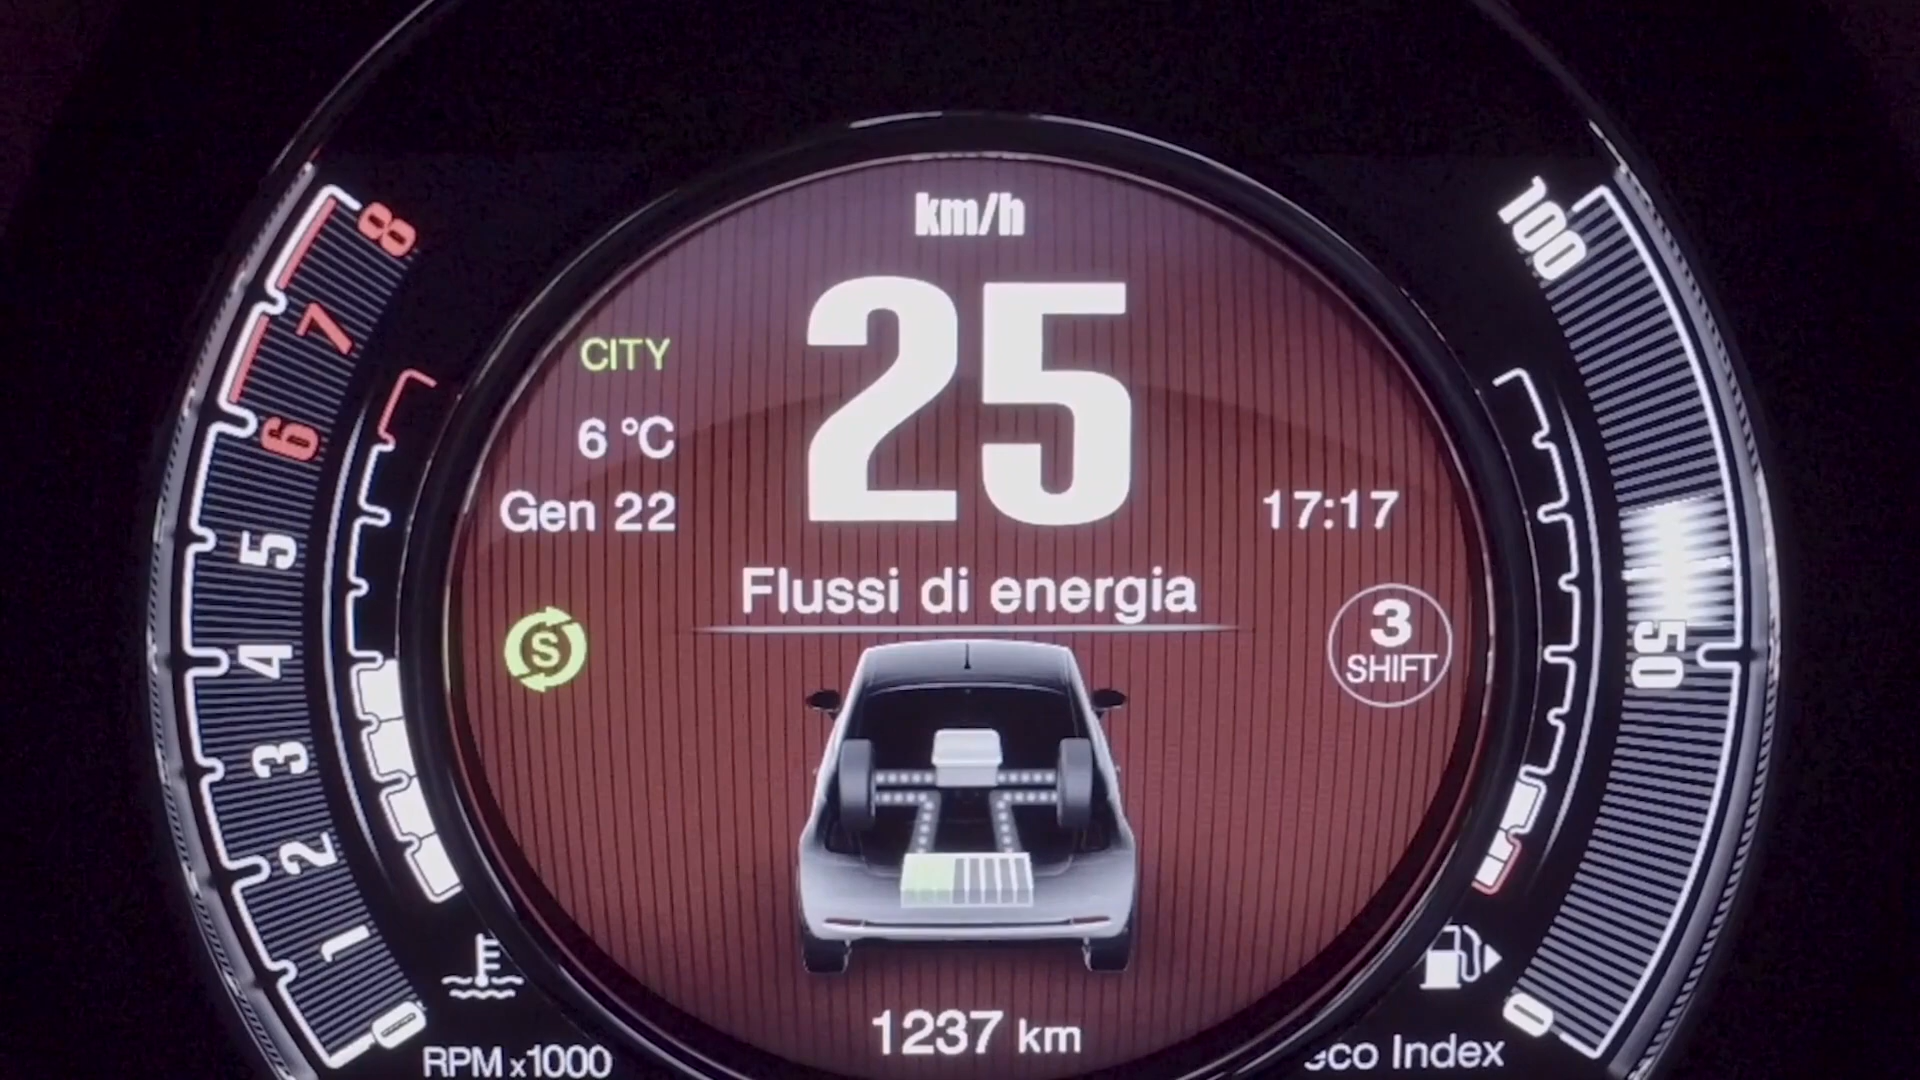 km/h
25
CITY
6 °C
Gen 22
17:17
Flussi di energia
S
3
SHIFT
1237 km
8
7
6
5
4
3
2
1
0
RPM x1000
100
50
0
eco Index